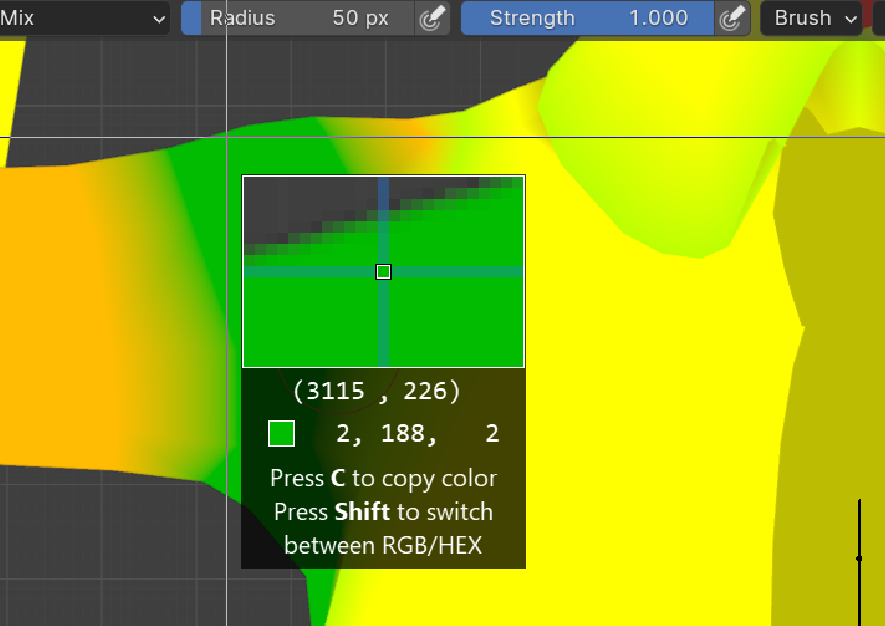 Mix Radius 50 px Strength 1.000 Brush
(3115 , 226)
2, 188, 2
Press C to copy color
Press Shift to switch
between RGB/HEX